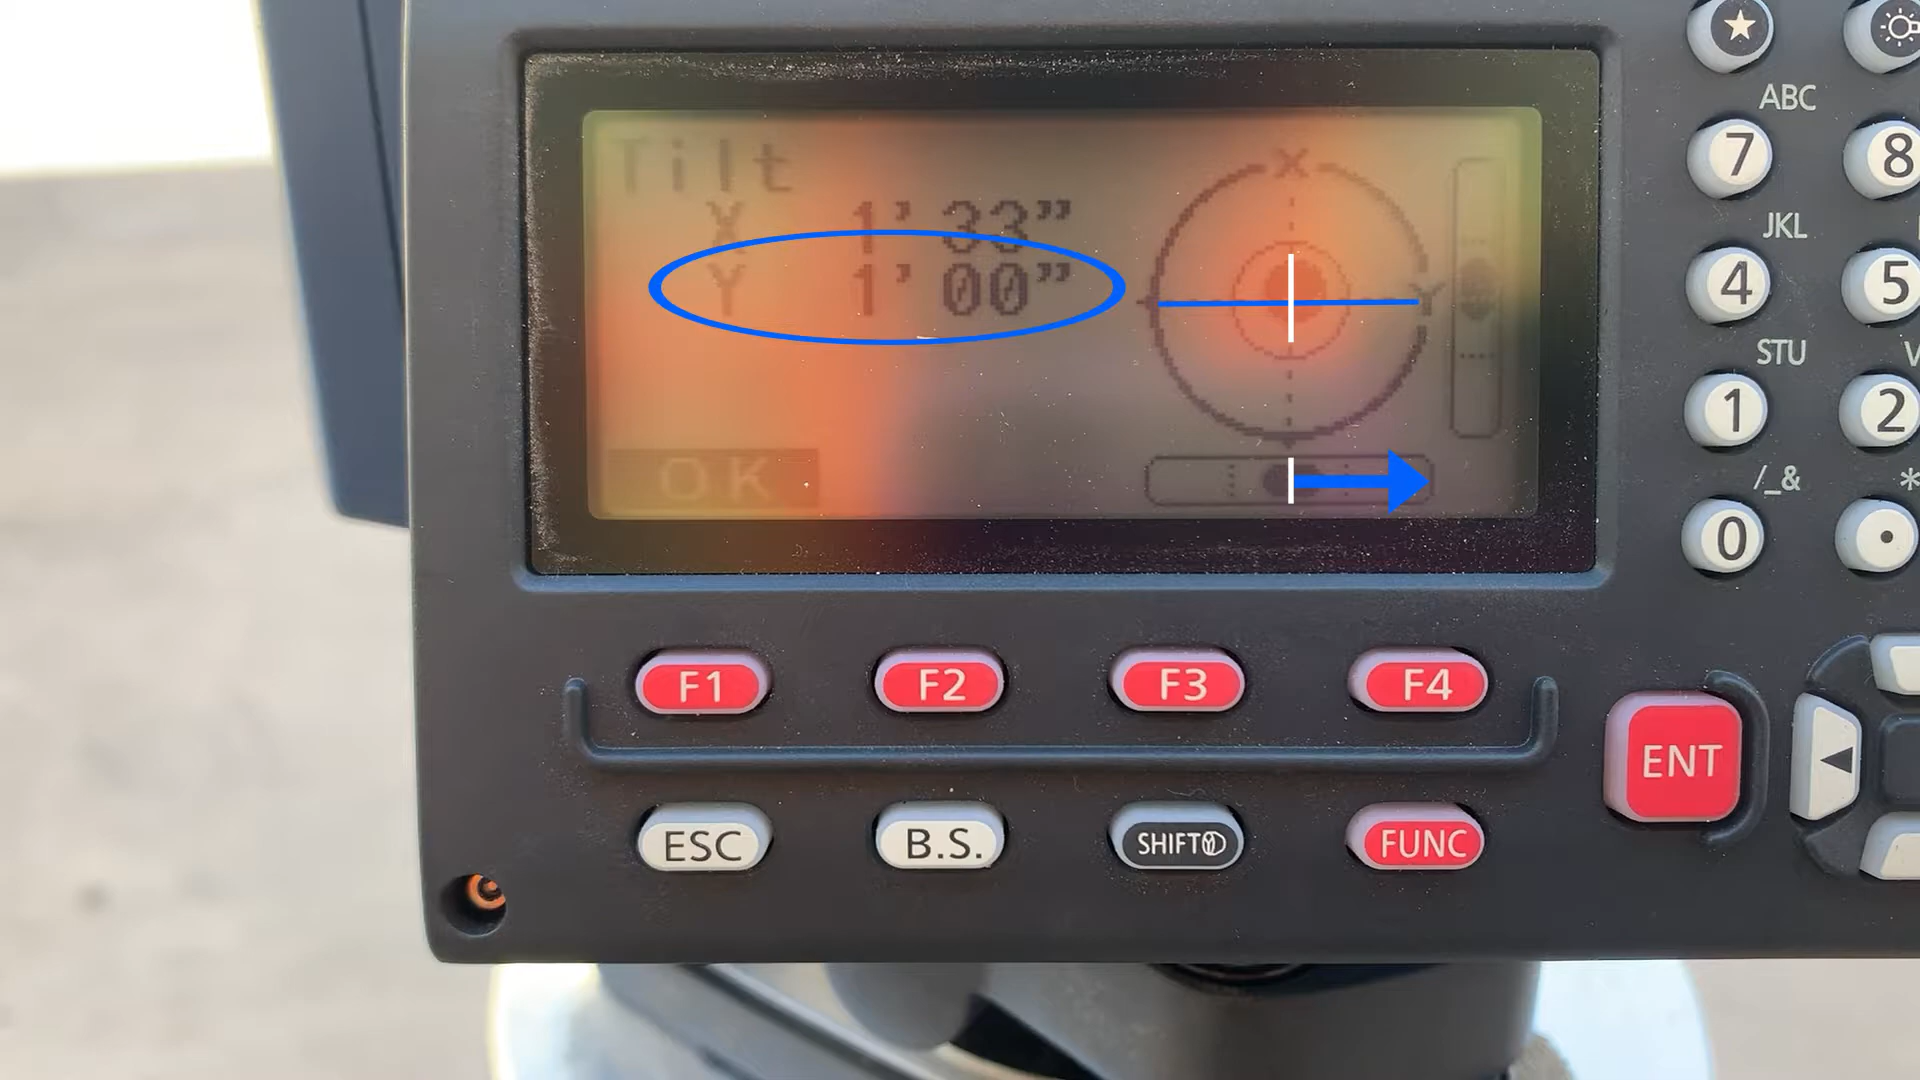 Tilt
X 1' 33"
Y 1' 00"
X
Y
OK
ABC
7
8
JKL
4
5
STU
1
2
/_&
*
0
F1
F2
F3
F4
ENT
ESC
B.S.
SHIFT
FUNC